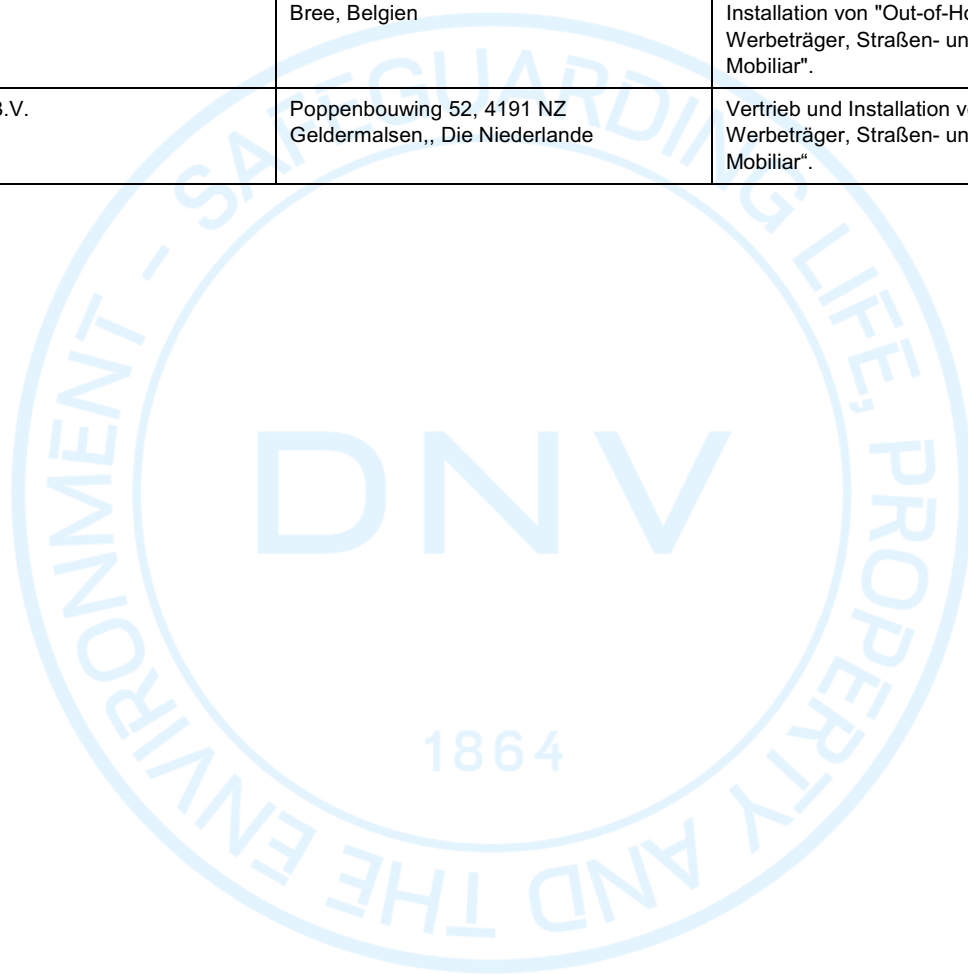 Bree, Belgien
Installation von "Out-of-Ho
Werbeträger, Straßen- un
Mobiliar".
B.V.
Poppenbouwing 52, 4191 NZ
Geldermalsen,, Die Niederlande
Vertrieb und Installation v
Werbeträger, Straßen- un
Mobiliar“.
SAFEGUARDING LIFE, PROPERTY AND THE ENVIRONMENT -
DNV
1864